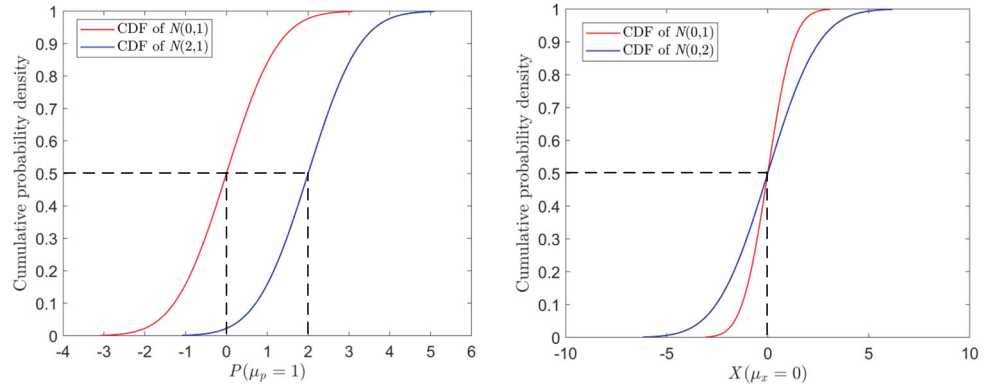 CDF of N(0,1)
CDF of N(2,1)
Cumulative probability density
1
0.9
0.8
0.7
0.6
0.5
0.4
0.3
0.2
0.1
0
-4 -3 -2 -1 0 1 2 3 4 5 6
P(μ_p = 1)
CDF of N(0,1)
CDF of N(0,2)
Cumulative probability density
1
0.9
0.8
0.7
0.6
0.5
0.4
0.3
0.2
0.1
0
-10 -5 0 5 10
X(μ_x = 0)